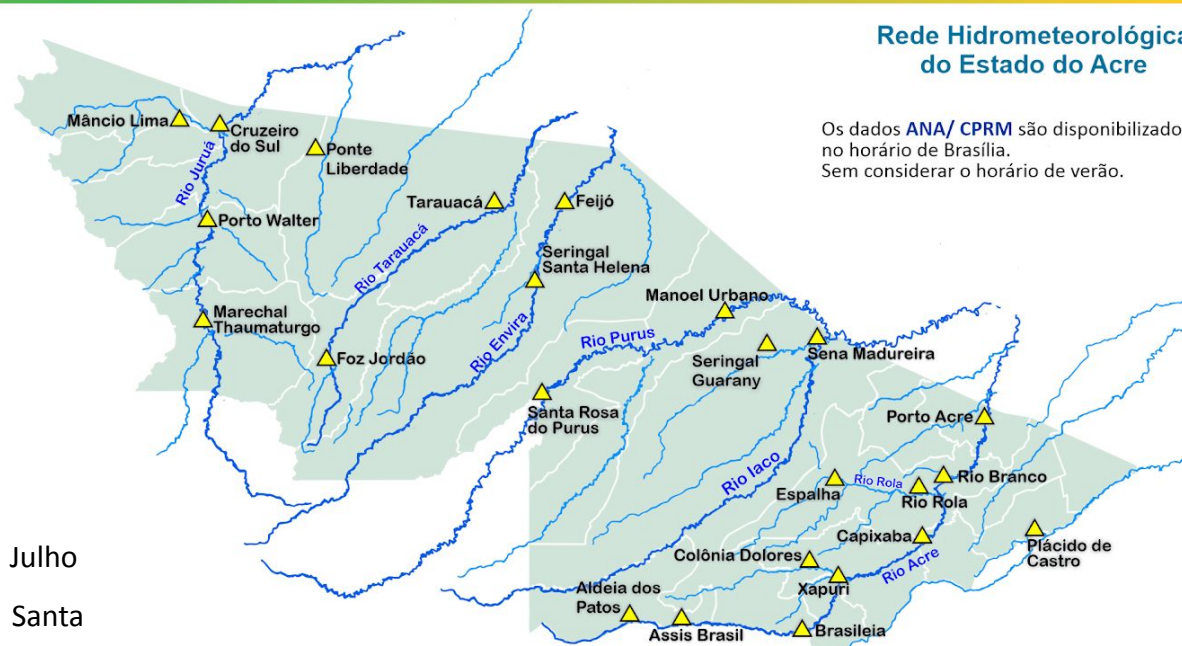 Rede Hidrometeorológica
do Estado do Acre
Os dados ANA/ CPRM são disponibilizado
no horário de Brasília.
Sem considerar o horário de verão.
Mâncio Lima
Cruzeiro
do Sul
Ponte
Liberdade
Rio Juruá
Porto Walter
Tarauacá
Feijó
Rio Tarauacá
Seringal
Santa Helena
Marechal
Thaumaturgo
Foz Jordão
Rio Envira
Manoel Urbano
Rio Purus
Seringal
Guarany
Sena Madureira
Santa Rosa
do Purus
Porto Acre
Rio Iaco
Espalha
Rio Rola
Rio Rola
Rio Branco
Capixaba
Plácido de
Castro
Colônia Dolores
Rio Acre
Xapuri
Aldeia dos
Patos
Assis Brasil
Brasileia
Julho
Santa